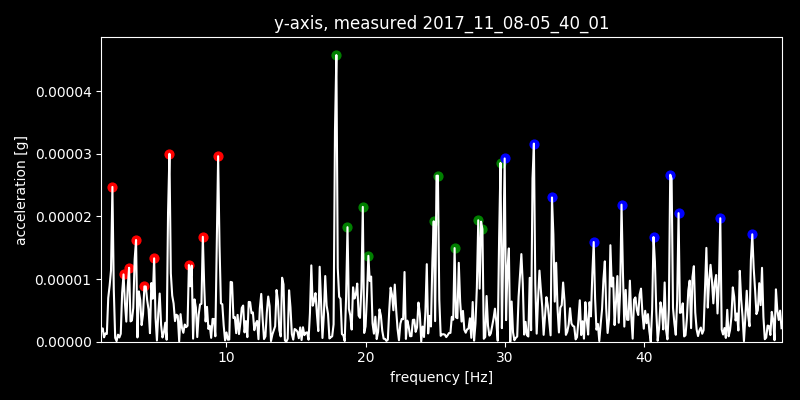 y-axis, measured 2017_11_08-05_40_01
0.00004
0.00003
0.00002
0.00001
0.00000
acceleration [g]
10 20 30 40
frequency [Hz]